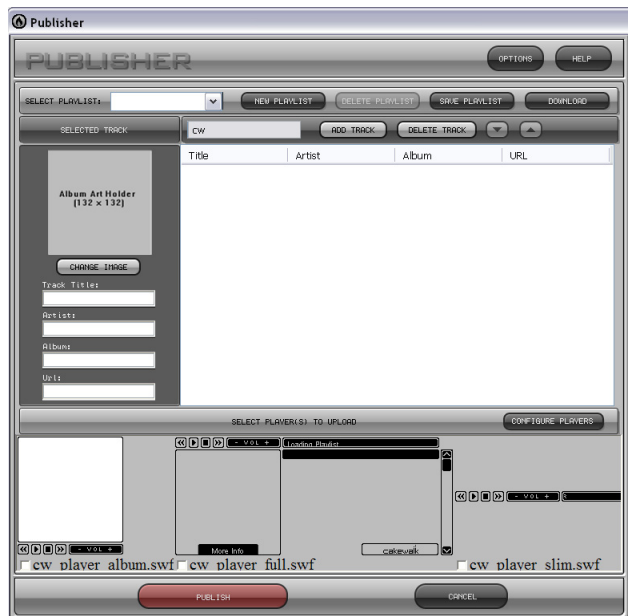 Publisher
PUBLISHER
OPTIONS HELP
SELECT PLAYLIST: NEW PLAYLIST DELETE PLAYLIST SAVE PLAYLIST DOWNLOAD
SELECTED TRACK cw ADD TRACK DELETE TRACK
Title Artist Album URL
Album Art Holder
(132 x 132)
CHANGE IMAGE
Track Title:
Artist:
Album:
Url:
SELECT PLAYER(S) TO UPLOAD CONFIGURE PLAYERS
- VOL + Loading Playlist
- VOL + R
- VOL + More Info cakewalk
cw_player_album.swf cw_player_full.swf cw_player_slim.swf
PUBLISH CANCEL